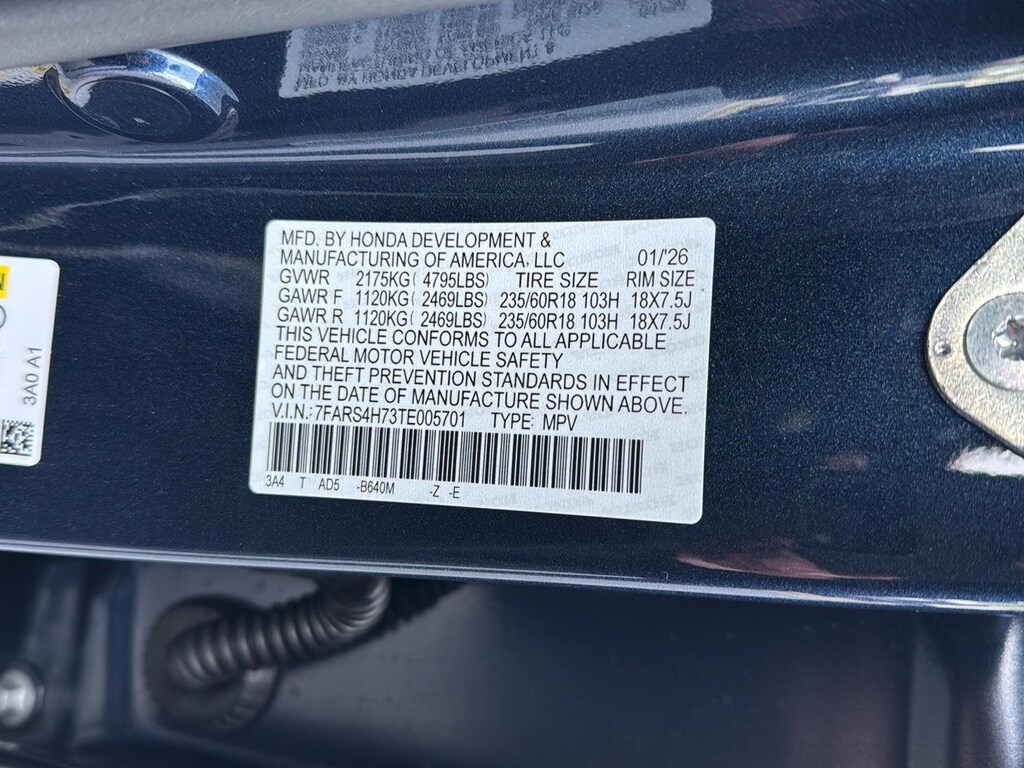 MFD. BY HONDA DEVELOPMENT &
MANUFACTURING OF AMERICA, LLC 01/'26
GVWR 2175KG( 4795LBS) TIRE SIZE RIM SIZE
GAWR F 1120KG( 2469LBS) 235/60R18 103H 18X7.5J
GAWR R 1120KG( 2469LBS) 235/60R18 103H 18X7.5J
THIS VEHICLE CONFORMS TO ALL APPLICABLE
FEDERAL MOTOR VEHICLE SAFETY
AND THEFT PREVENTION STANDARDS IN EFFECT
ON THE DATE OF MANUFACTURE SHOWN ABOVE.
V.I.N.: 7FARS4H73TE005701 TYPE: MPV
3A4 T AD5 -B640M -Z -E
3A0 A1